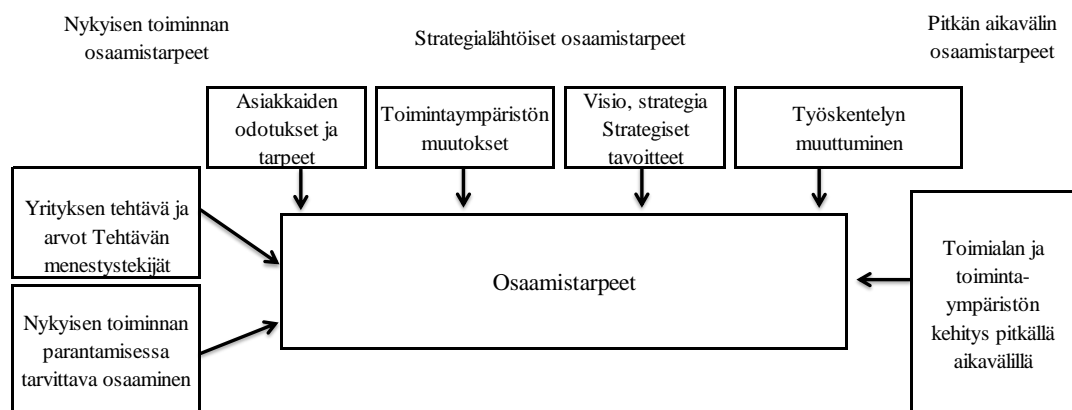 Nykyisen toiminnan
osaamistarpeet
Strategialähtöiset osaamistarpeet
Pitkän aikavälin
osaamistarpeet
Asiakkaiden
odotukset ja
tarpeet
Toimintaympäristön
muutokset
Visio, strategia
Strategiset
tavoitteet
Työskentelyn
muuttuminen
Yrityksen tehtävä ja
arvot Tehtävän
menestystekijät
Osaamistarpeet
Toimialan ja
toiminta-
ympäristön
kehitys pitkällä
aikavälillä
Nykyisen toiminnan
parantamisessa
tarvittava osaaminen